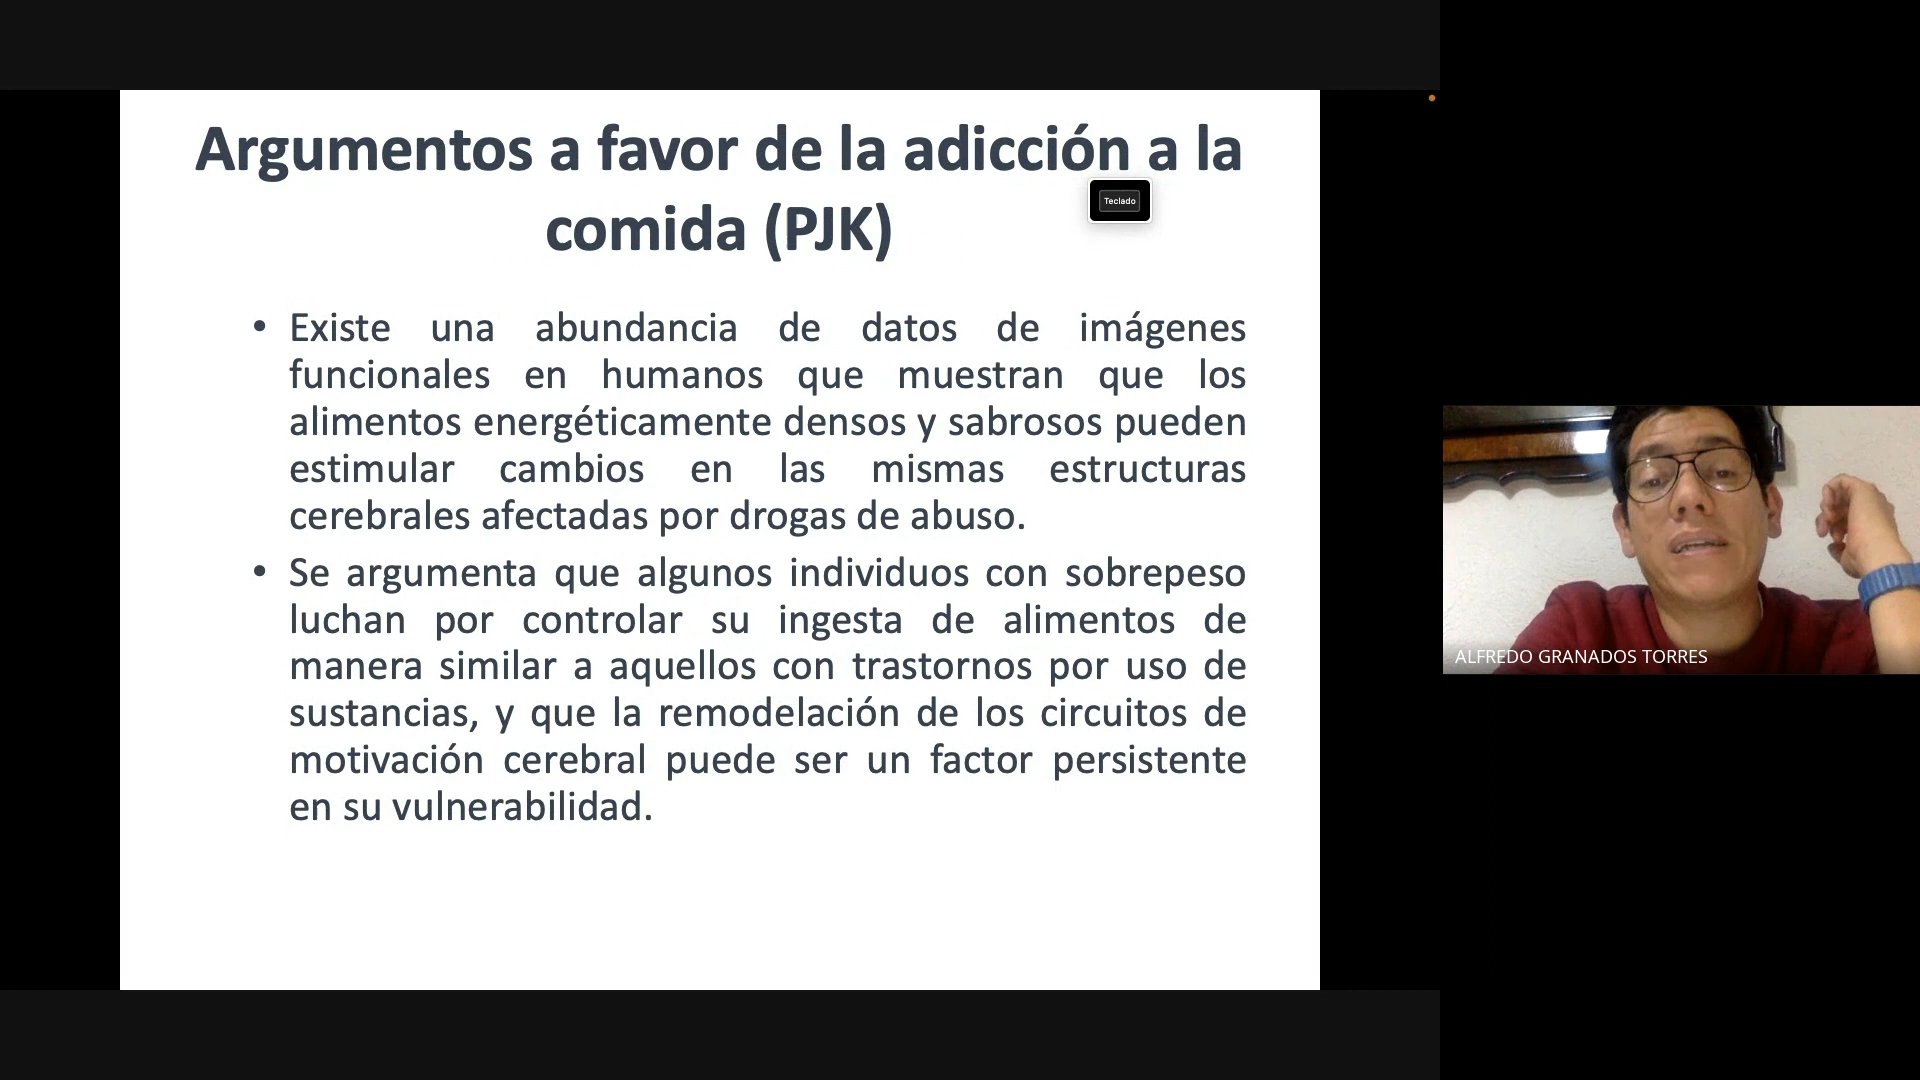 Argumentos a favor de la adicción a la
comida (PJK)
Teclado
• Existe una abundancia de datos de imágenes
funcionales en humanos que muestran que los
alimentos energéticamente densos y sabrosos pueden
estimular cambios en las mismas estructuras
cerebrales afectadas por drogas de abuso.
• Se argumenta que algunos individuos con sobrepeso
luchan por controlar su ingesta de alimentos de
manera similar a aquellos con trastornos por uso de
sustancias, y que la remodelación de los circuitos de
motivación cerebral puede ser un factor persistente
en su vulnerabilidad.
ALFREDO GRANADOS TORRES